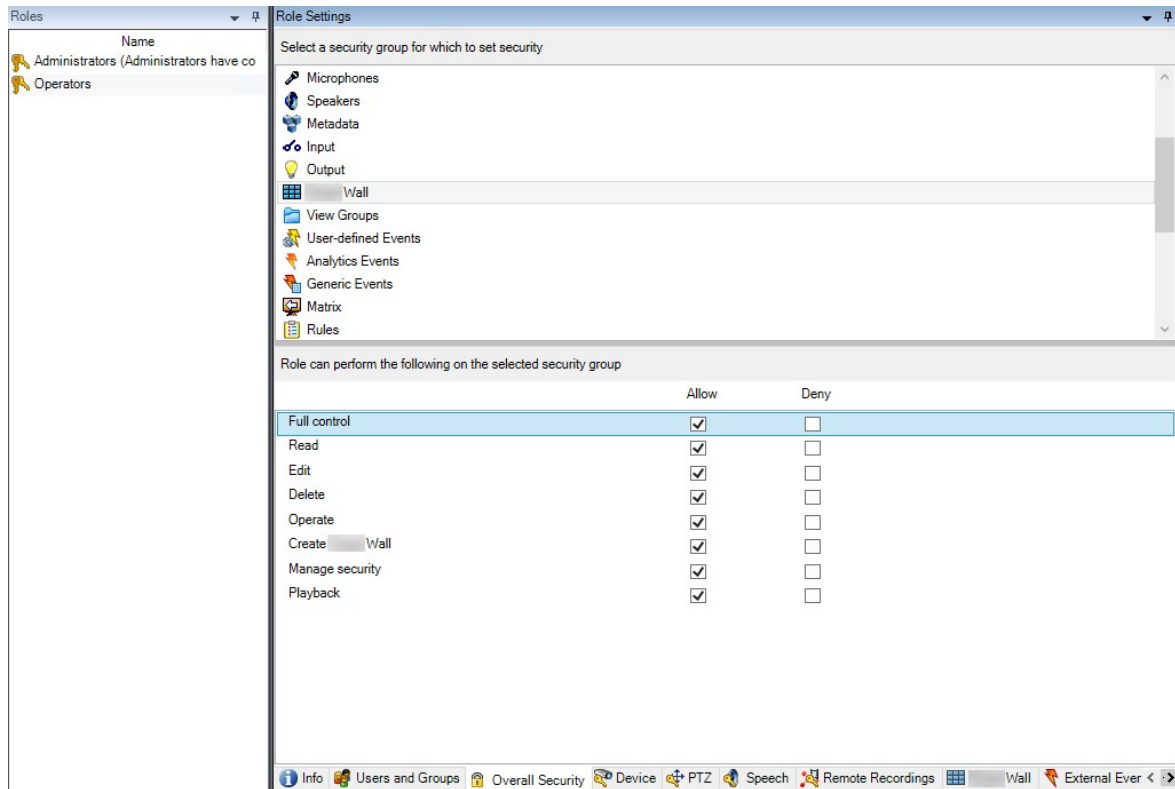 Roles
Name
Administrators (Administrators have co
Operators
Role Settings
Select a security group for which to set security
Microphones
Speakers
Metadata
Input
Output
Wall
View Groups
User-defined Events
Analytics Events
Generic Events
Matrix
Rules
Role can perform the following on the selected security group
Allow Deny
Full control
Read
Edit
Delete
Operate
Create Wall
Manage security
Playback
Info Users and Groups Overall Security Device PTZ Speech Remote Recordings Wall External Ever